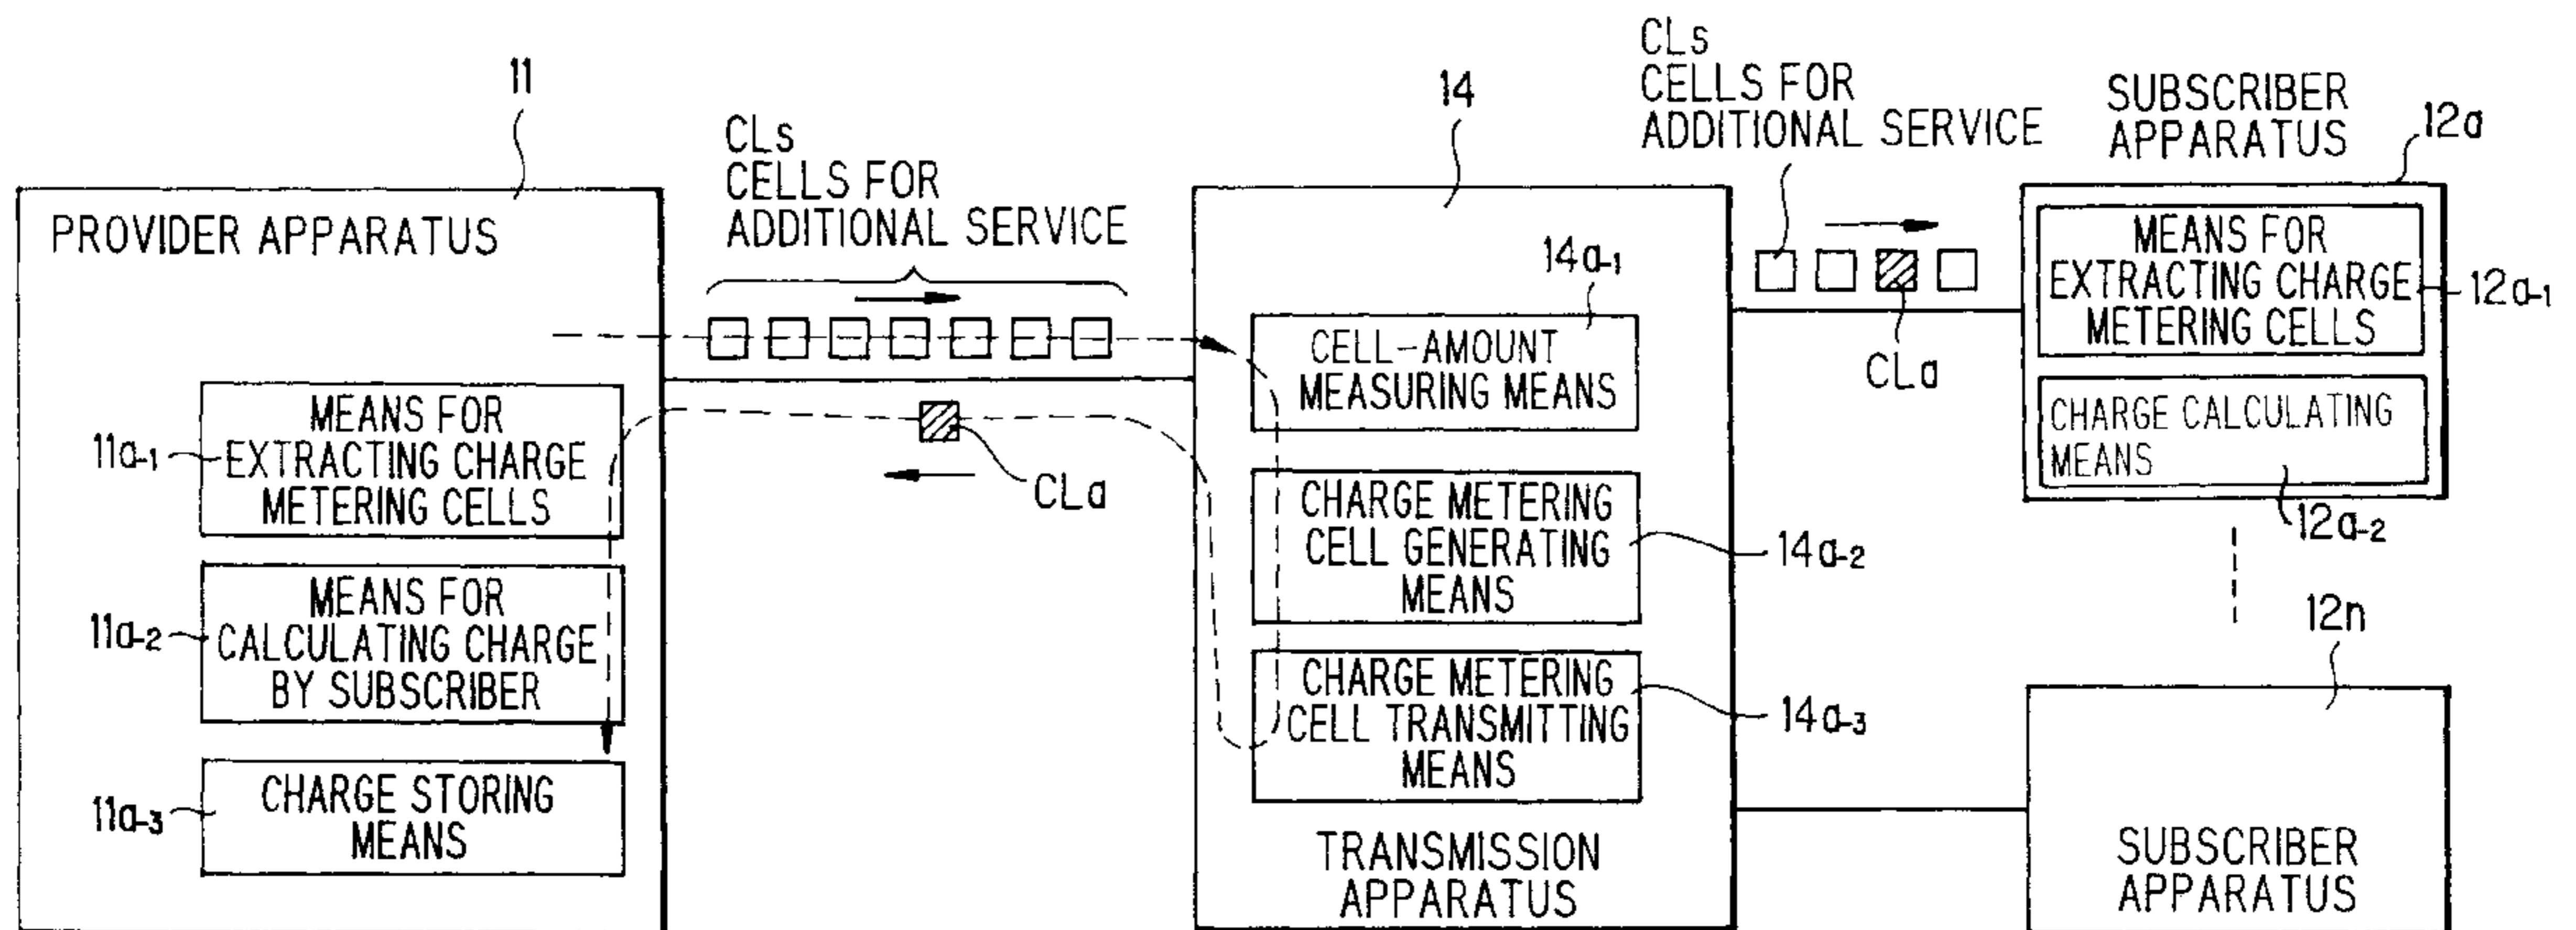 11
PROVIDER APPARATUS
CLs
CELLS FOR
ADDITIONAL SERVICE
11a-1
MEANS FOR
EXTRACTING CHARGE
METERING CELLS
11a-2
MEANS FOR
CALCULATING CHARGE
BY SUBSCRIBER
11a-3
CHARGE STORING
MEANS
CLa
14
14a-1
CELL-AMOUNT
MEASURING MEANS
CHARGE METERING
CELL GENERATING
MEANS
14a-2
CHARGE METERING
CELL TRANSMITTING
MEANS
14a-3
TRANSMISSION
APPARATUS
CLs
CELLS FOR
ADDITIONAL SERVICE
CLa
SUBSCRIBER
APPARATUS
12a
MEANS FOR
EXTRACTING CHARGE
METERING CELLS
12a-1
CHARGE CALCULATING
MEANS
12a-2
12n
SUBSCRIBER
APPARATUS